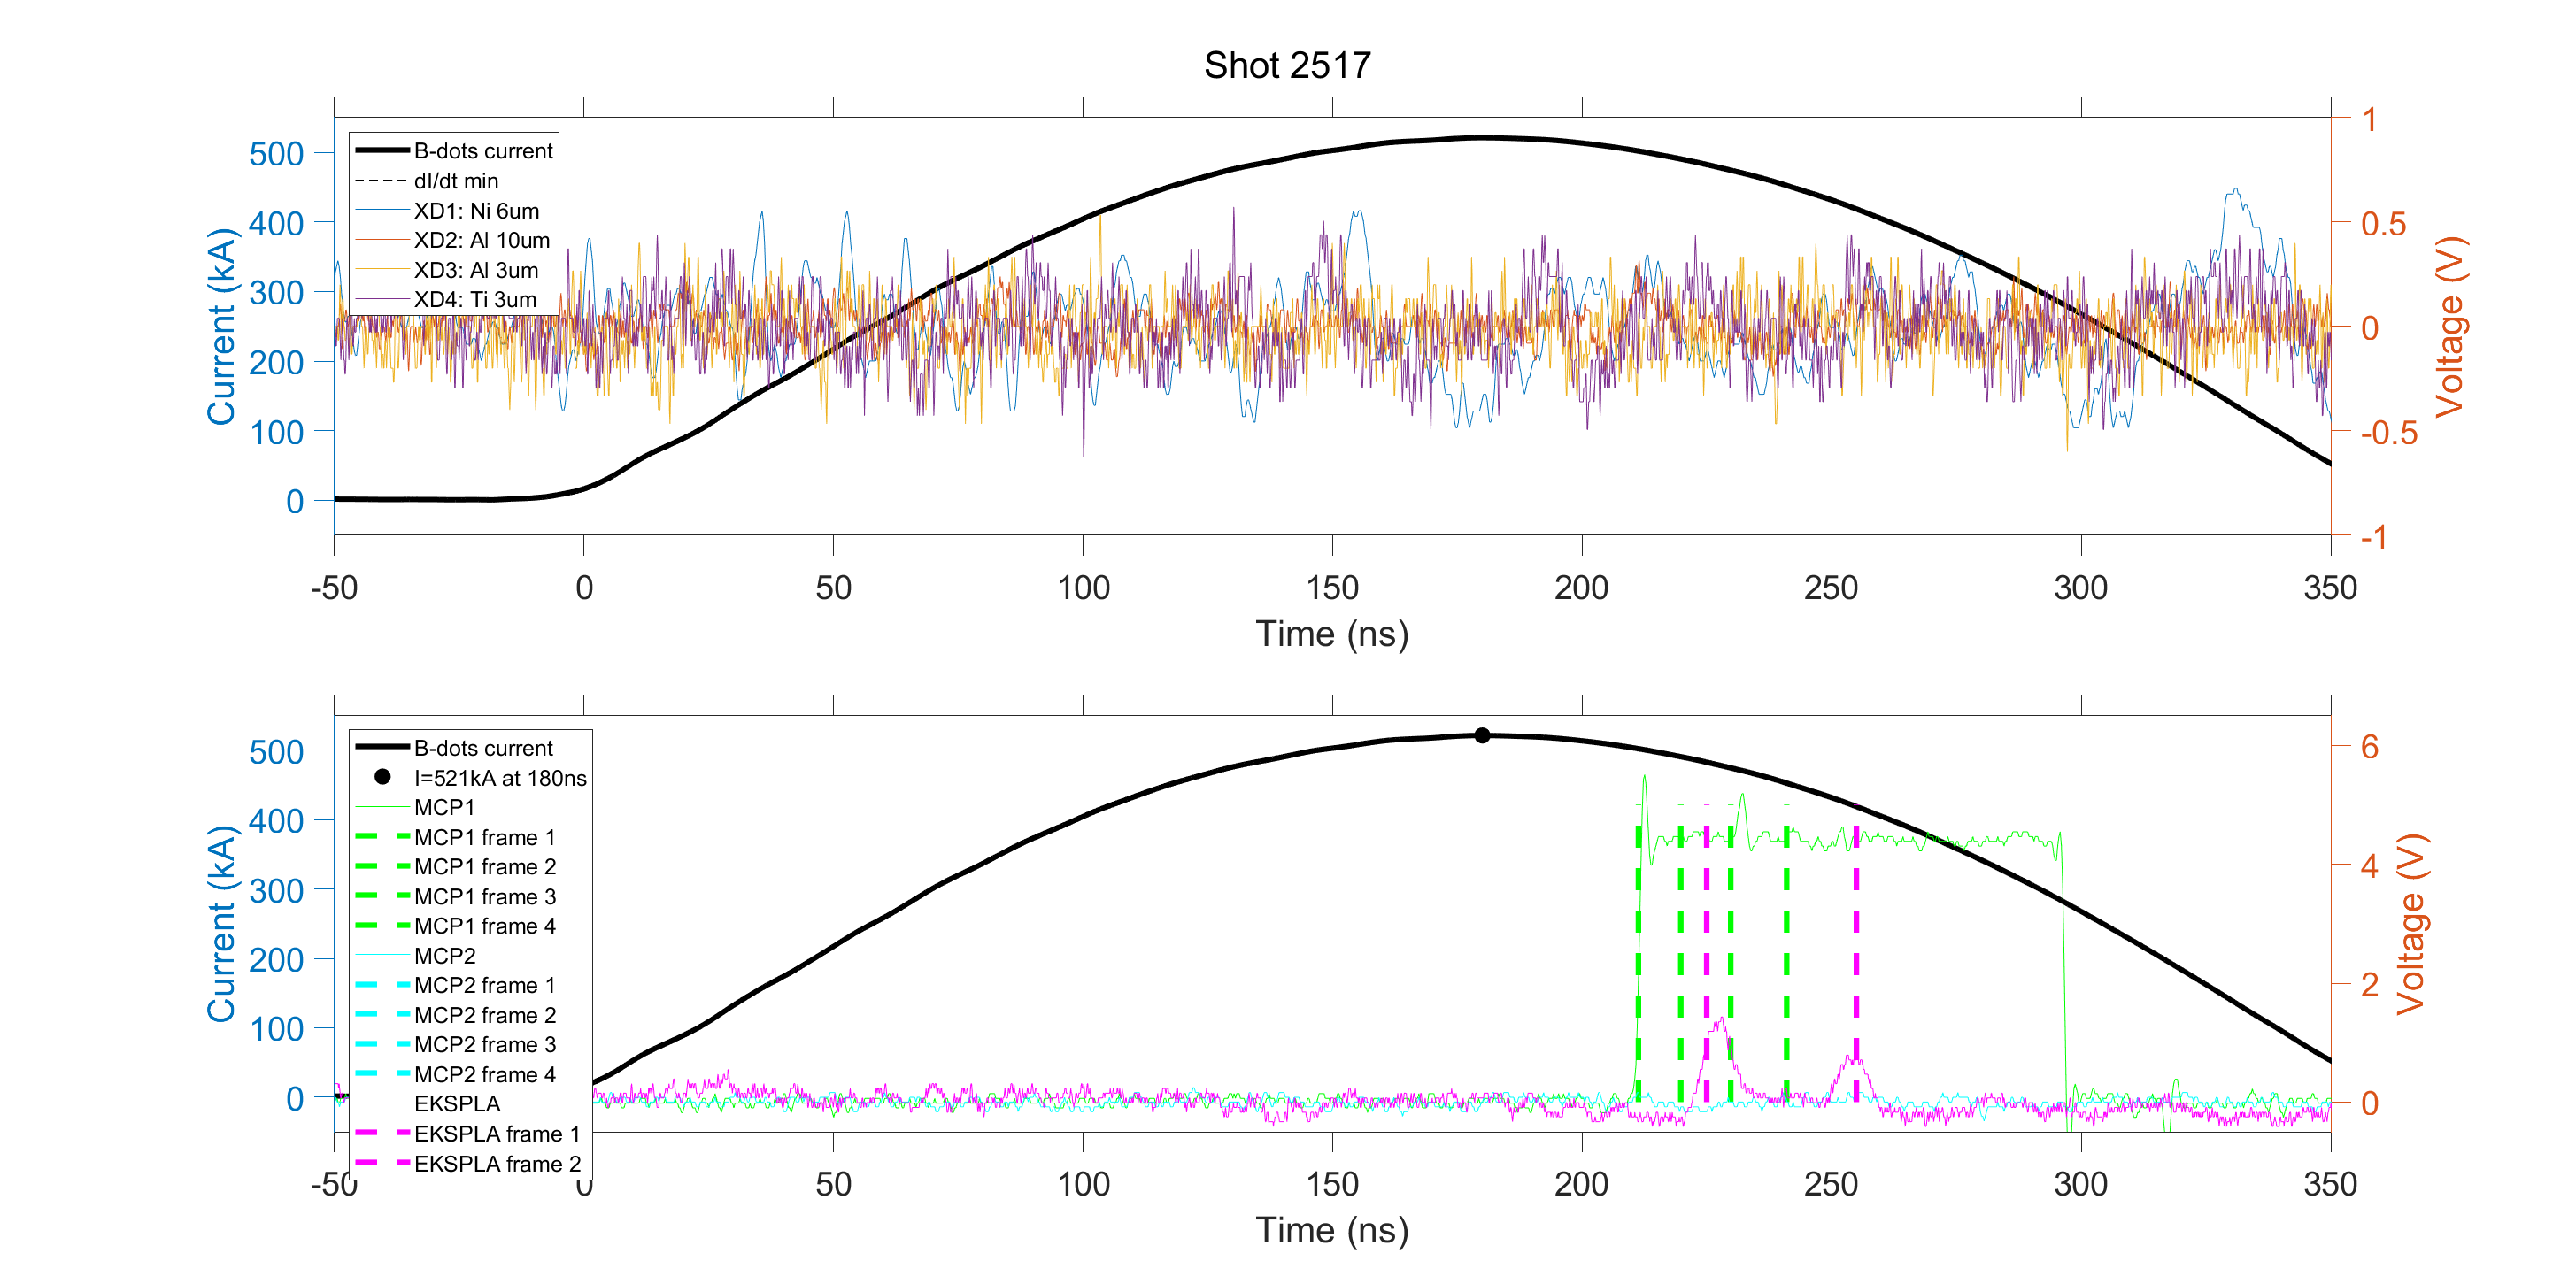 Shot 2517
B-dots current
dI/dt min
XD1: Ni 6um
XD2: Al 10um
XD3: Al 3um
XD4: Ti 3um
500
400
300
200
100
0
Current (kA)
1
0.5
0
-0.5
-1
Voltage (V)
-50 0 50 100 150 200 250 300 350
Time (ns)
B-dots current
I=521kA at 180ns
MCP1
MCP1 frame 1
MCP1 frame 2
MCP1 frame 3
MCP1 frame 4
MCP2
MCP2 frame 1
MCP2 frame 2
MCP2 frame 3
MCP2 frame 4
EKSPLA
EKSPLA frame 1
EKSPLA frame 2
500
400
300
200
100
0
Current (kA)
6
4
2
0
Voltage (V)
-50 0 50 100 150 200 250 300 350
Time (ns)